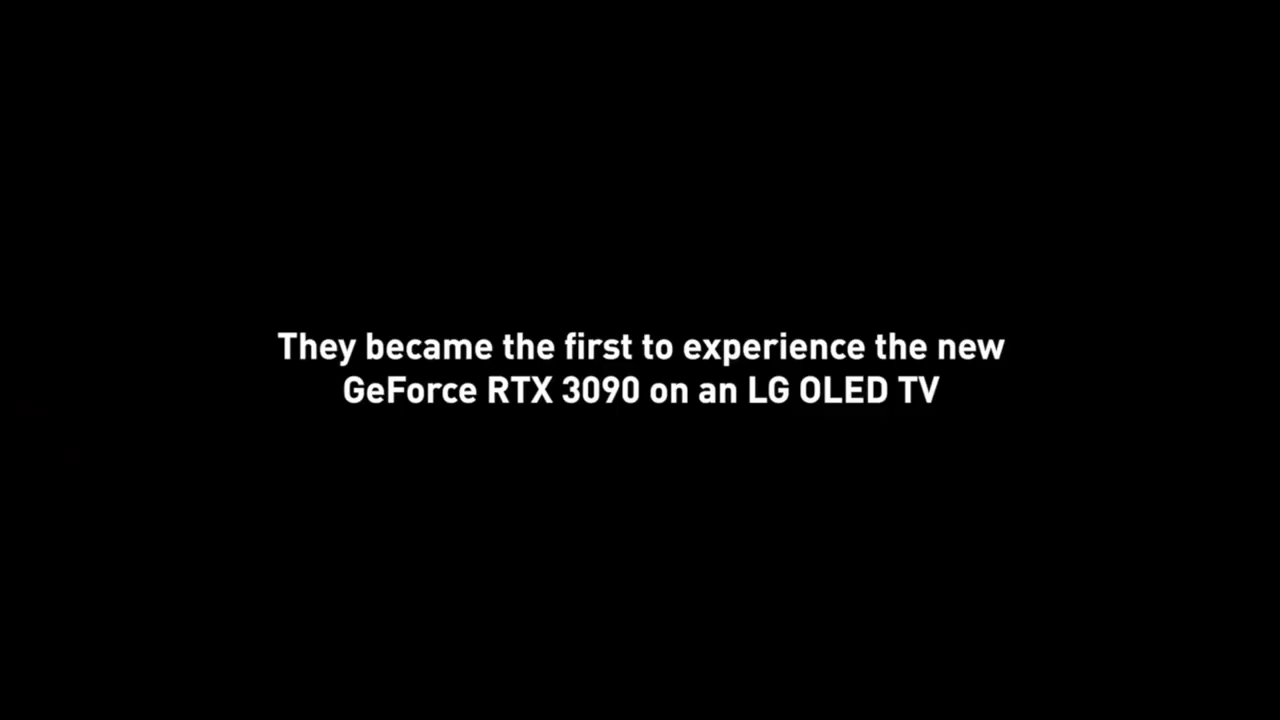 They became the first to experience the new
GeForce RTX 3090 on an LG OLED TV